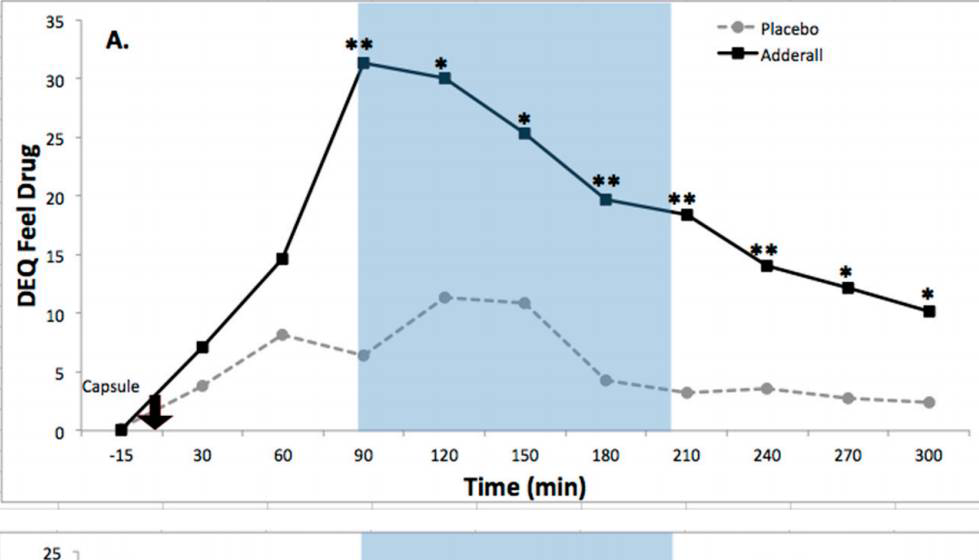 35
A.
Placebo
Adderall
**
*
30
*
25
**
**
20
**
15
*
*
10
5
Capsule
0
-15 30 60 90 120 150 180 210 240 270 300
Time (min)
DEQ Feel Drug
25